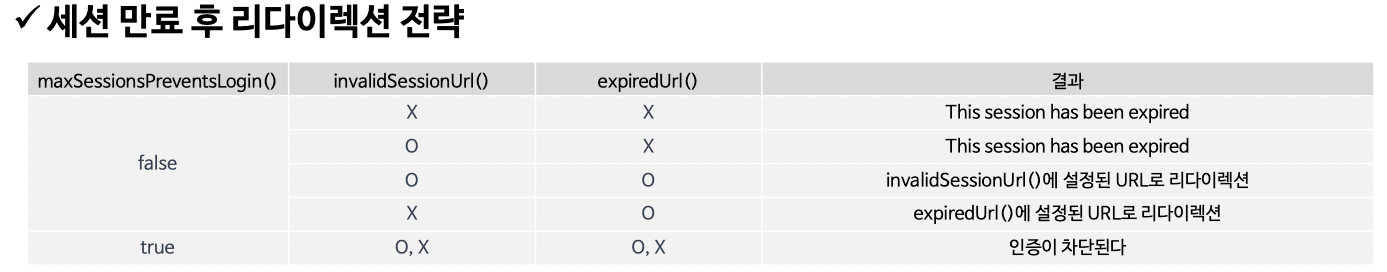 ✓ 세션 만료 후 리다이렉션 전략
maxSessionsPreventsLogin() invalidSessionUrl() expiredUrl() 결과
false
X X This session has been expired
O X This session has been expired
O O invalidSessionUrl()에 설정된 URL로 리다이렉션
X O expiredUrl()에 설정된 URL로 리다이렉션
true O, X O, X 인증이 차단된다